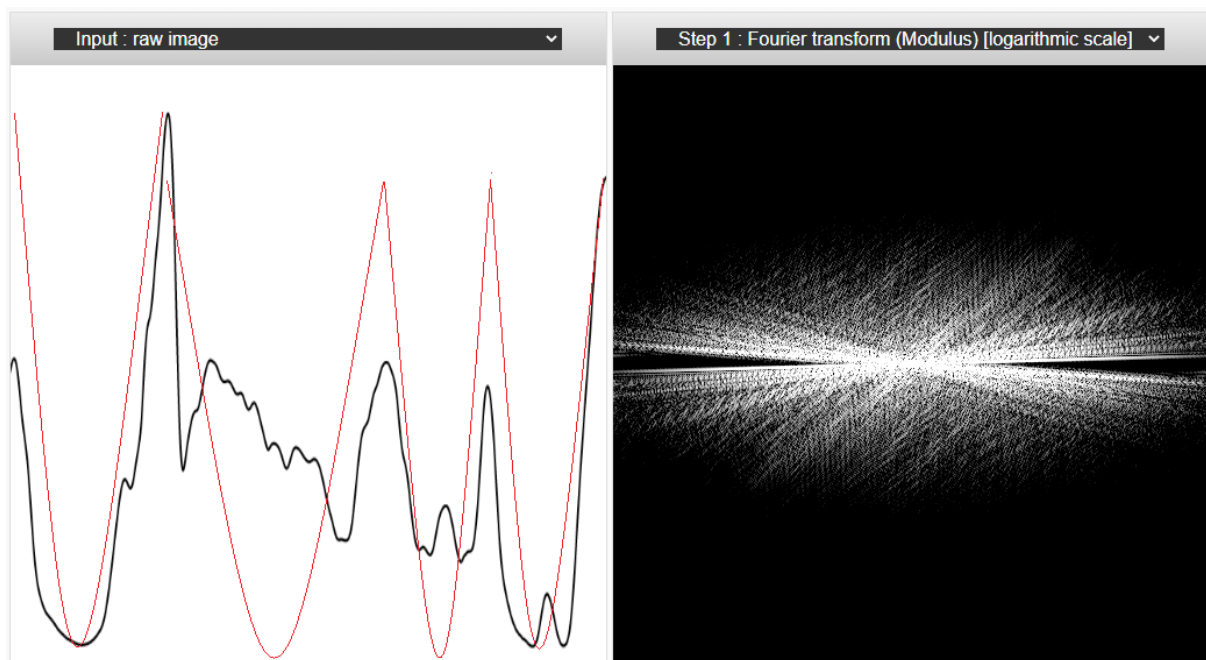 Input : raw image
Step 1 : Fourier transform (Modulus) [logarithmic scale]